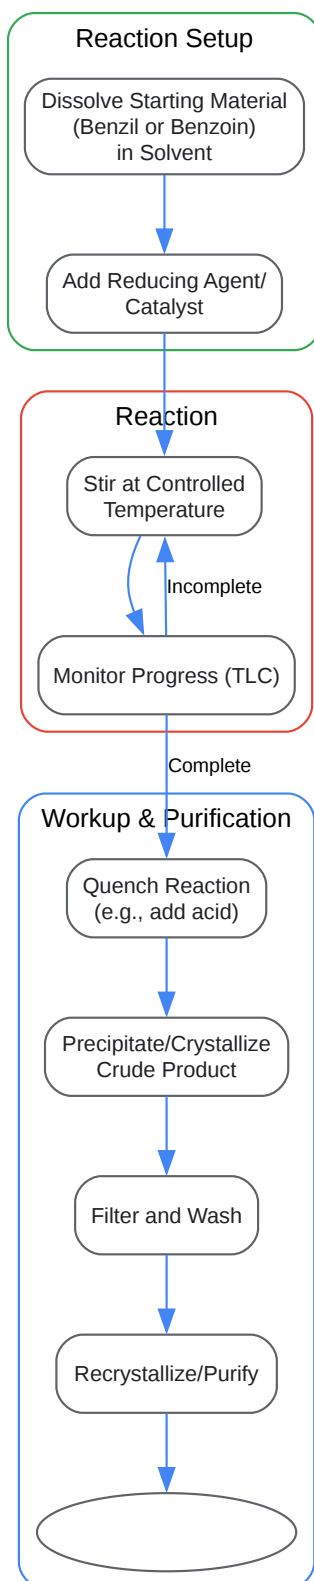 Reaction Setup
Dissolve Starting Material
(Benzil or Benzoin)
in Solvent
Add Reducing Agent/
Catalyst
Reaction
Stir at Controlled
Temperature
Incomplete
Monitor Progress (TLC)
Complete
Workup & Purification
Quench Reaction
(e.g., add acid)
Precipitate/Crystallize
Crude Product
Filter and Wash
Recrystallize/Purify